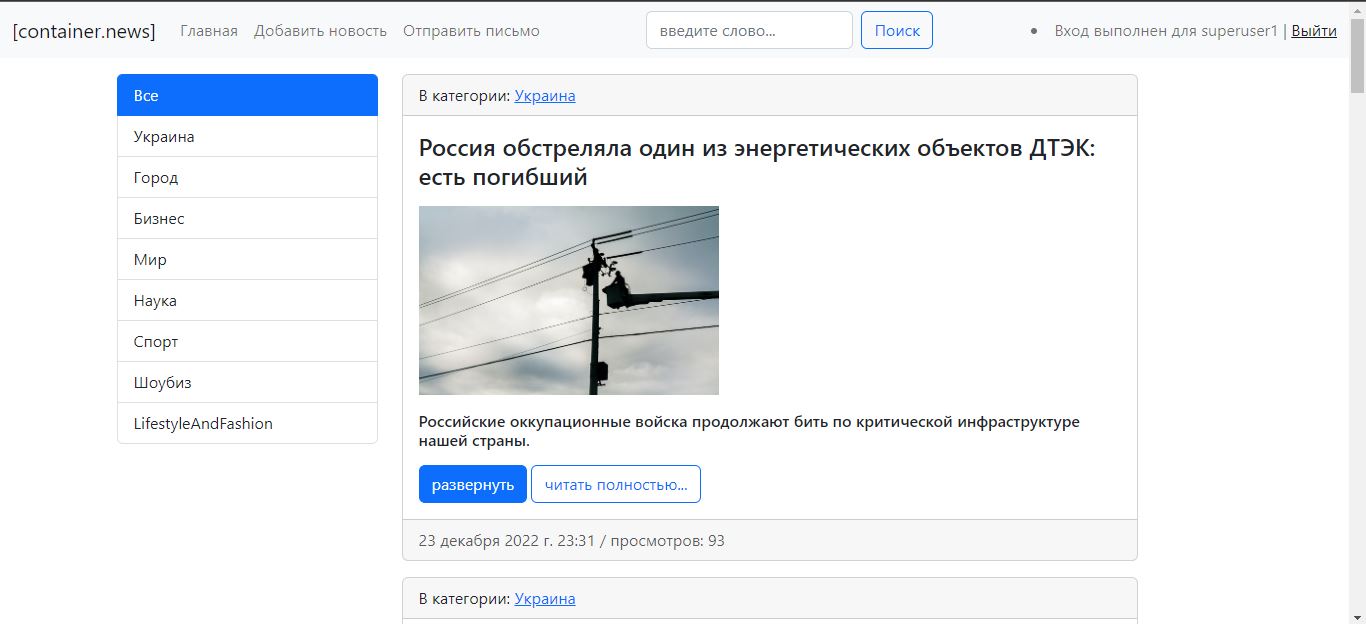 [container.news] Главная Добавить новость Отправить письмо введите слово... Поиск • Вход выполнен для superuser1 | Выйти
Все
Украина
Город
Бизнес
Мир
Наука
Спорт
Шоубиз
LifestyleAndFashion
В категории: Украина
Россия обстреляла один из энергетических объектов ДТЭК:
есть погибший
Российские оккупационные войска продолжают бить по критической инфраструктуре
нашей страны.
развернуть читать полностью...
23 декабря 2022 г. 23:31 / просмотров: 93
В категории: Украина